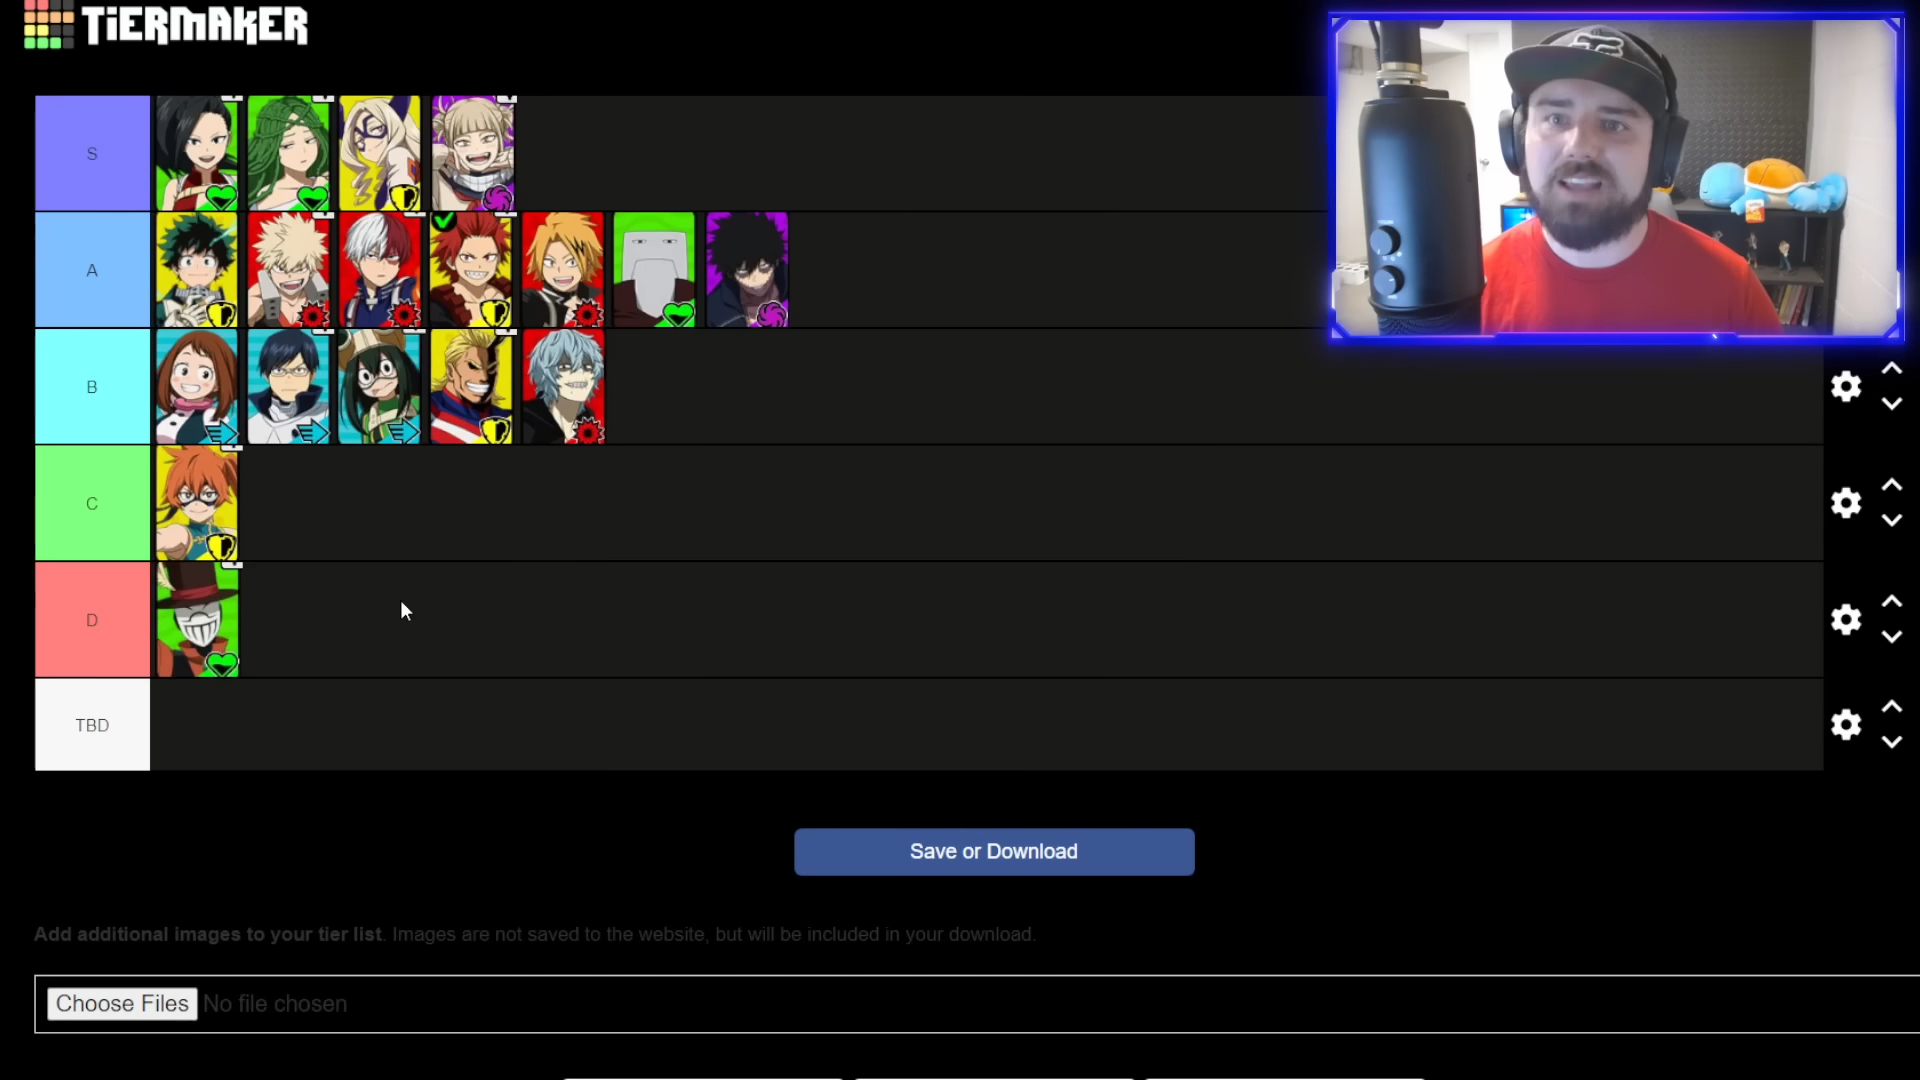 TiERMAKER
S
A
B
C
D
TBD
Save or Download
Add additional images to your tier list. Images are not saved to the website, but will be included in your download.
Choose Files No file chosen